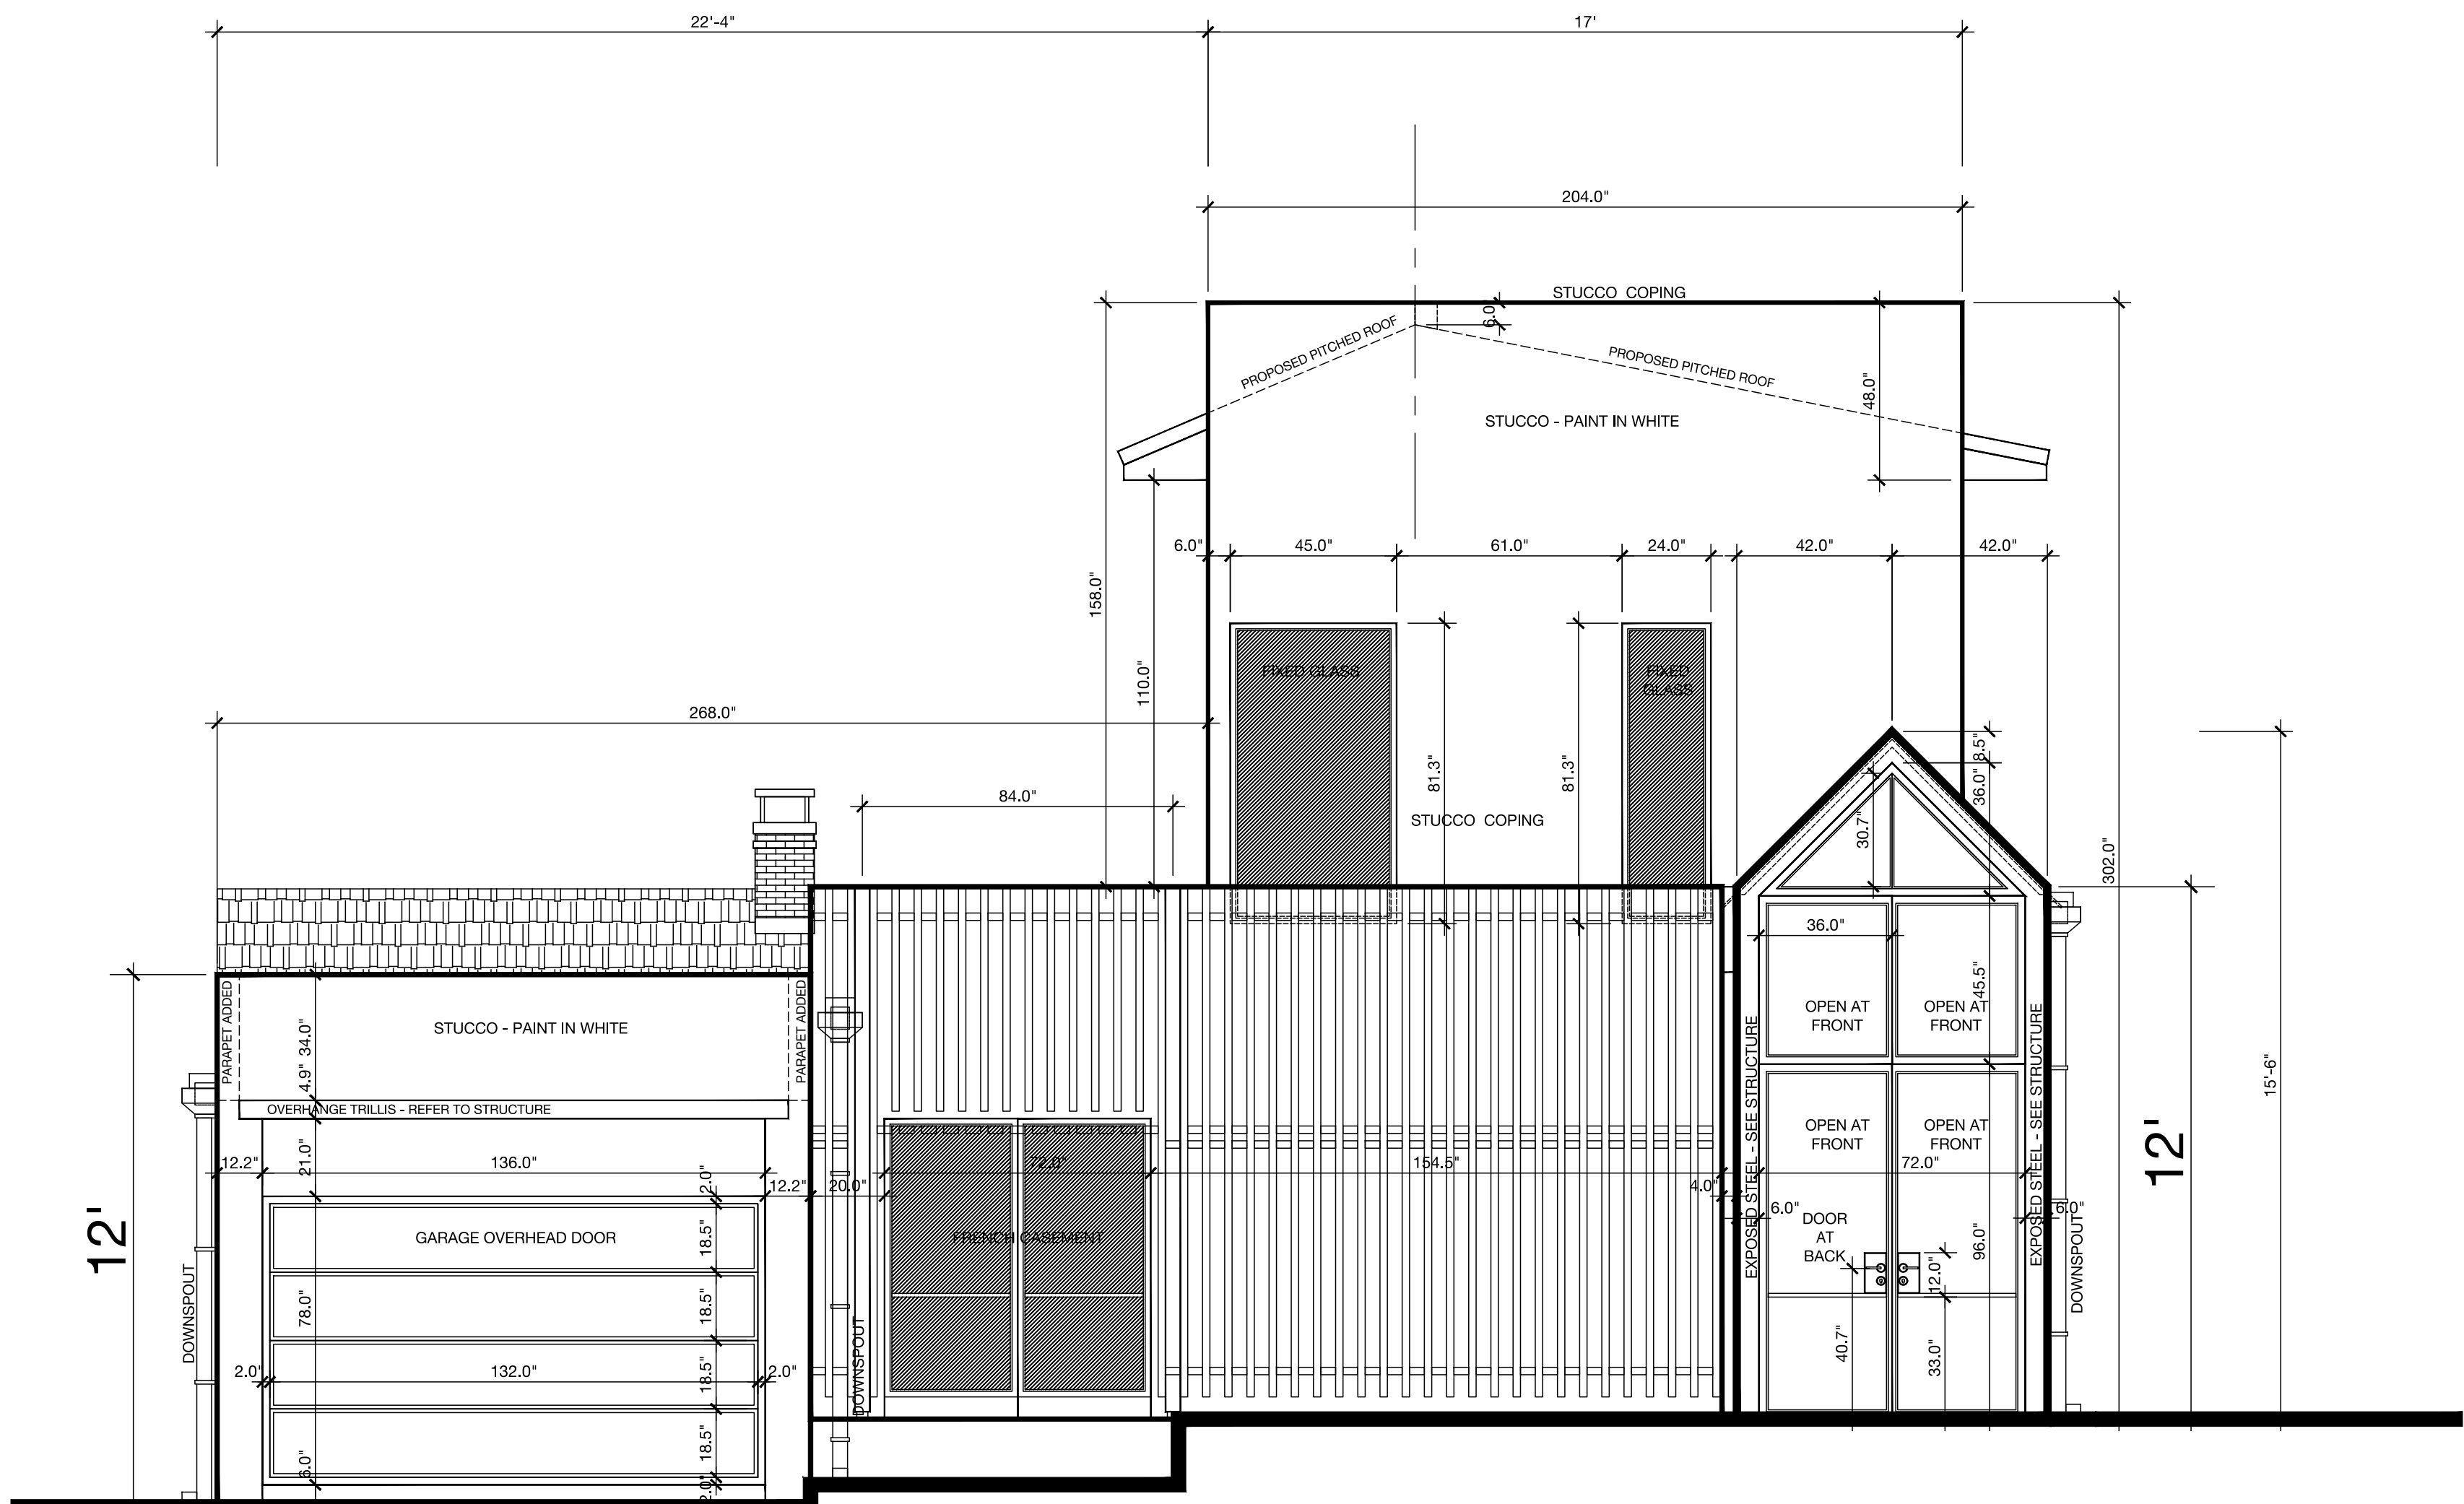 22'-4"
17'
204.0"
STUCCO  COPING
6.0
PROPOSED PITCHED ROOF
PROPOSED PITCHED ROOF
48.0"
STUCCO - PAINT IN WHITE
6.0"
45.0"
61.0"
24.0"
42.0"
42.0"
158.0"
110.0"
FIXED GLASS
FIXED
GLASS
268.0"
81.3"
81.3"
84.0"
STUCCO  COPING
8.5"
36.0"
30.7"
302.0"
36.0"
45.5"
PARAPET ADDED
STUCCO - PAINT IN WHITE
PARAPET ADDED
34.0"
4.9"
OVERHANGE TRILLIS - REFER TO STRUCTURE
OPEN AT
FRONT
OPEN AT
FRONT
EXPOSED STEEL - SEE STRUCTURE
EXPOSED STEEL - SEE STRUCTURE
15'-6"
OPEN AT
FRONT
OPEN AT
FRONT
12.2"
21.0"
136.0"
2.0"
12.2"
20.0"
72.0"
154.5"
4.0"
72.0"
6.0"
6.0"
12'
12'
GARAGE OVERHEAD DOOR
18.5"
FRENCH CASEMENT
DOOR
AT
BACK
96.0"
12.0"
DOWNSPOUT
DOWNSPOUT
DOWNSPOUT
78.0"
18.5"
40.7"
33.0"
2.0"
132.0"
18.5"
2.0"
18.5"
6.0"
2.0"